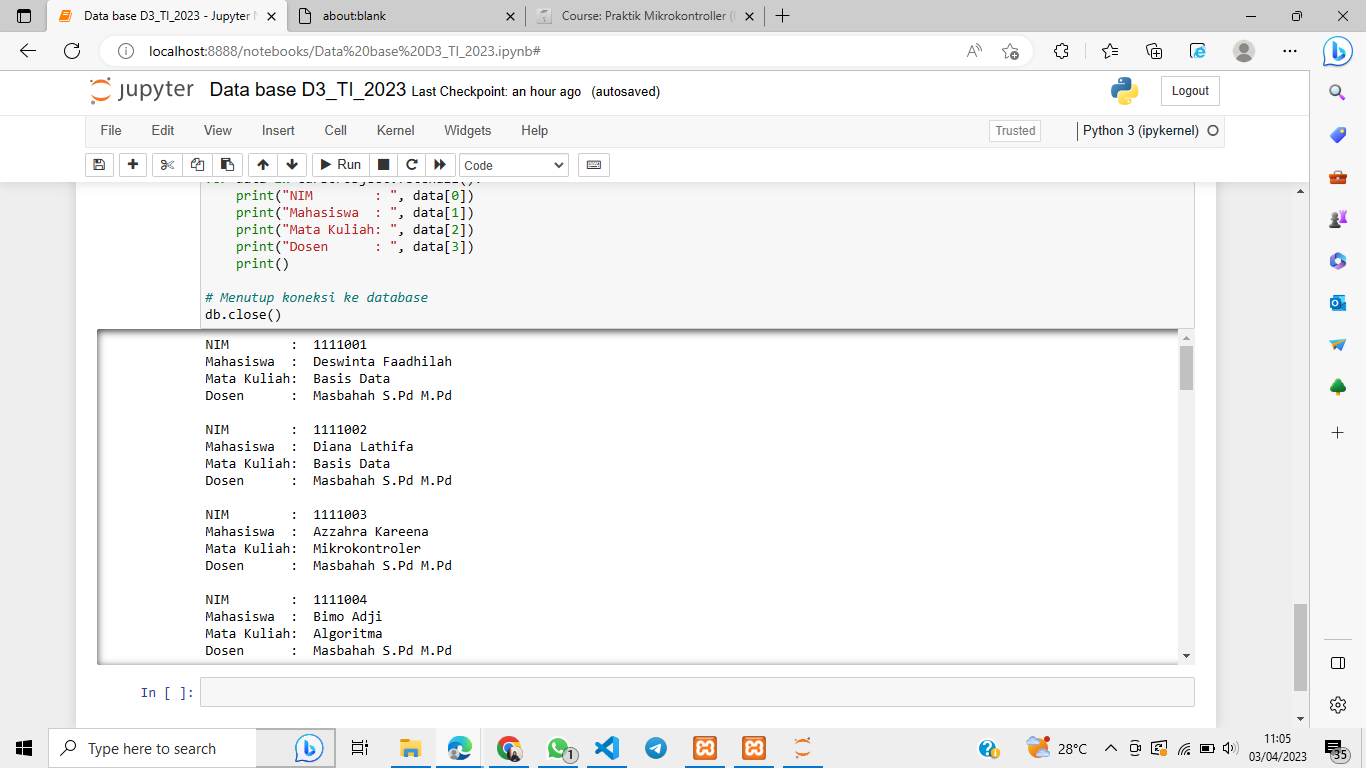 Data base D3_TI_2023 - Jupyter N
about:blank
Course: Praktik Mikrokontroller (
localhost:8888/notebooks/Data%20base%20D3_TI_2023.ipynb#
jupyter Data base D3_TI_2023 Last Checkpoint: an hour ago (autosaved)
Logout
File Edit View Insert Cell Kernel Widgets Help
Trusted
Python 3 (ipykernel)
Run
Code
print("NIM        : ", data[0])
print("Mahasiswa  : ", data[1])
print("Mata Kuliah: ", data[2])
print("Dosen      : ", data[3])
print()
# Menutup koneksi ke database
db.close()
NIM        :  1111001
Mahasiswa  :  Deswinta Faadhilah
Mata Kuliah:  Basis Data
Dosen      :  Masbahah S.Pd M.Pd
NIM        :  1111002
Mahasiswa  :  Diana Lathifa
Mata Kuliah:  Basis Data
Dosen      :  Masbahah S.Pd M.Pd
NIM        :  1111003
Mahasiswa  :  Azzahra Kareena
Mata Kuliah:  Mikrokontroler
Dosen      :  Masbahah S.Pd M.Pd
NIM        :  1111004
Mahasiswa  :  Bimo Adji
Mata Kuliah:  Algoritma
Dosen      :  Masbahah S.Pd M.Pd
In [ ]:
Type here to search
1
28°C
11:05
03/04/2023
35